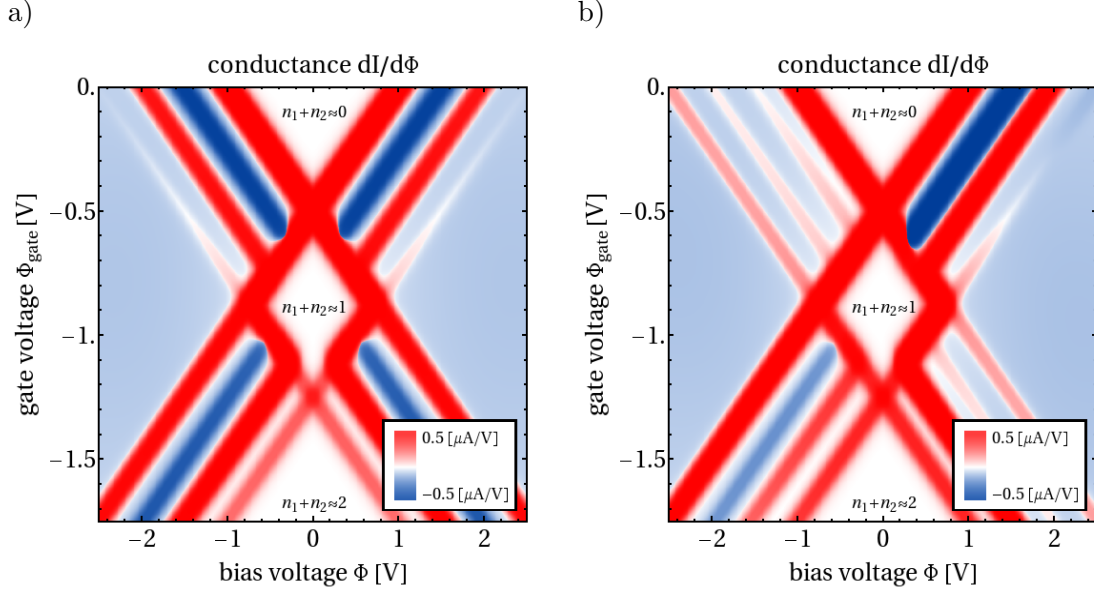 a)
conductance dI/dΦ
gate voltage Φgate [V]
0.
−0.5
−1.
−1.5
n1+n2≈0
n1+n2≈1
n1+n2≈2
0.5 [μA/V]
−0.5 [μA/V]
−2 −1 0 1 2
bias voltage Φ [V]
b)
conductance dI/dΦ
gate voltage Φgate [V]
0.
−0.5
−1.
−1.5
n1+n2≈0
n1+n2≈1
n1+n2≈2
0.5 [μA/V]
−0.5 [μA/V]
−2 −1 0 1 2
bias voltage Φ [V]